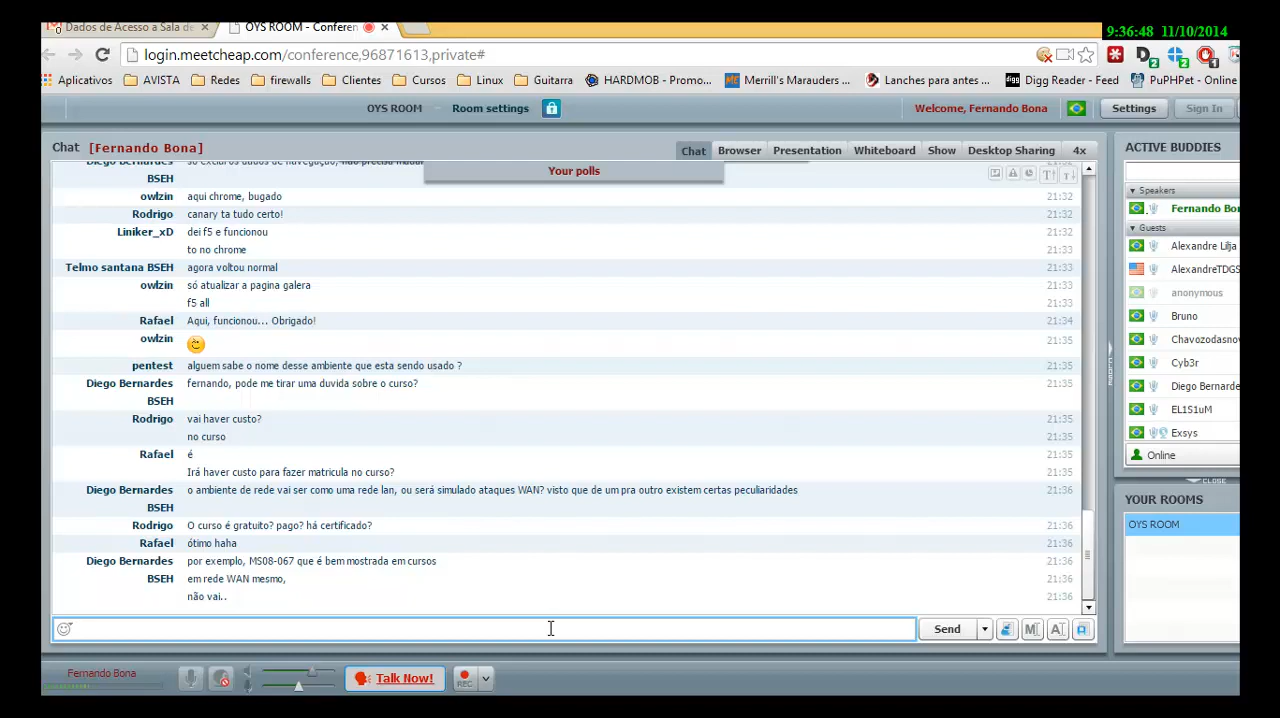 9:36:48 11/10/2014
Dados de Acesso a Sala de
OYS ROOM - Conferen
login.meetcheap.com/conference,96871613,private#
Aplicativos AVISTA Redes firewalls Clientes Cursos Linux Guitarra HARDMOB - Promo... Merrill's Marauders ... Lanches para antes ... Digg Reader - Feed PuPHPet - Online
OYS ROOM Room settings Welcome, Fernando Bona Settings Sign In
Chat [Fernando Bona]
Chat Browser Presentation Whiteboard Show Desktop Sharing 4x
Your polls
Diego Bernardes só excluir os dados de navegação,
BSEH
owlzin aqui chrome, bugado 21:32
Rodrigo canary ta tudo certo! 21:32
Liniker_xD dei f5 e funcionou 21:32
to no chrome 21:33
Telmo santana BSEH agora voltou normal 21:33
owlzin só atualizar a pagina galera 21:33
f5 all 21:33
Rafael Aqui, funcionou... Obrigado! 21:34
owlzin 21:35
pentest alguem sabe o nome desse ambiente que esta sendo usado ? 21:35
Diego Bernardes fernando, pode me tirar uma duvida sobre o curso? 21:35
BSEH
Rodrigo vai haver custo? 21:35
no curso 21:35
Rafael é 21:35
Irá haver custo para fazer matricula no curso? 21:35
Diego Bernardes o ambiente de rede vai ser como uma rede lan, ou será simulado ataques WAN? visto que de um pra outro existem certas peculiaridades 21:36
BSEH
Rodrigo O curso é gratuito? pago? há certificado? 21:36
Rafael ótimo haha 21:36
Diego Bernardes por exemplo, MS08-067 que é bem mostrada em cursos 21:36
BSEH em rede WAN mesmo, 21:36
não vai.. 21:36
Send
Fernando Bona
Talk Now!
REC
ACTIVE BUDDIES
Speakers
Fernando Bon
Guests
Alexandre Lilja
AlexandreTDGS
anonymous
Bruno
Chavozodasnov
Cyb3r
Diego Bernarde
EL1S1uM
Exsys
Online
CLOSE
YOUR ROOMS
OYS ROOM